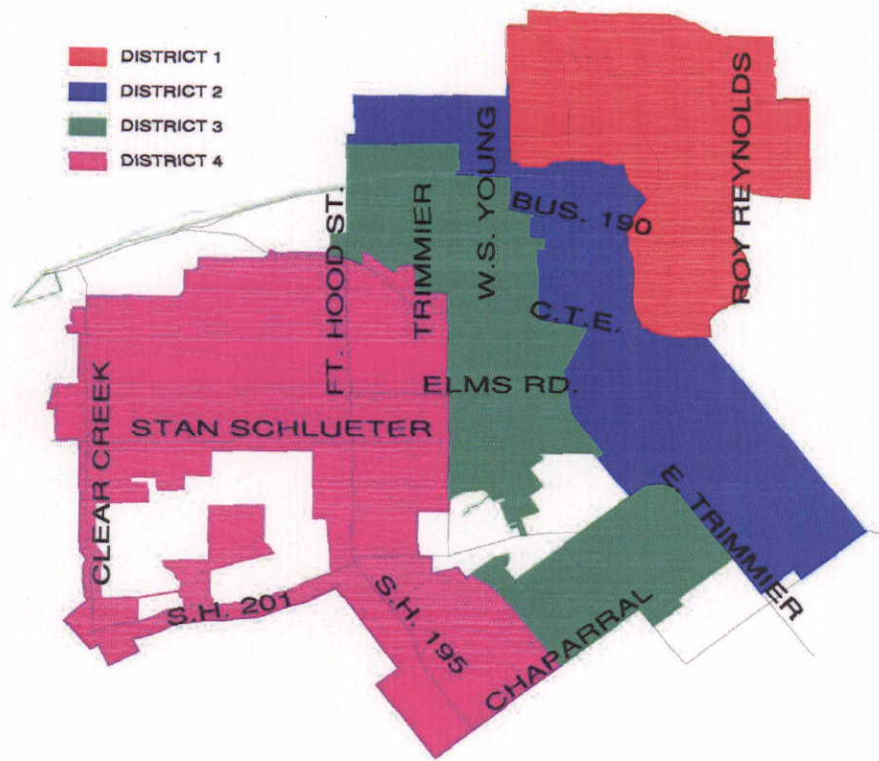 DISTRICT 1
DISTRICT 2
DISTRICT 3
DISTRICT 4
ROY REYNOLDS
W.S. YOUNG
BUS. 190
FT. HOOD ST.
TRIMMIER
C.T.E.
ELMS RD.
STAN SCHLUETER
CLEAR CREEK
E. TRIMMIER
S.H. 201
S.H. 195
CHAPARRAL